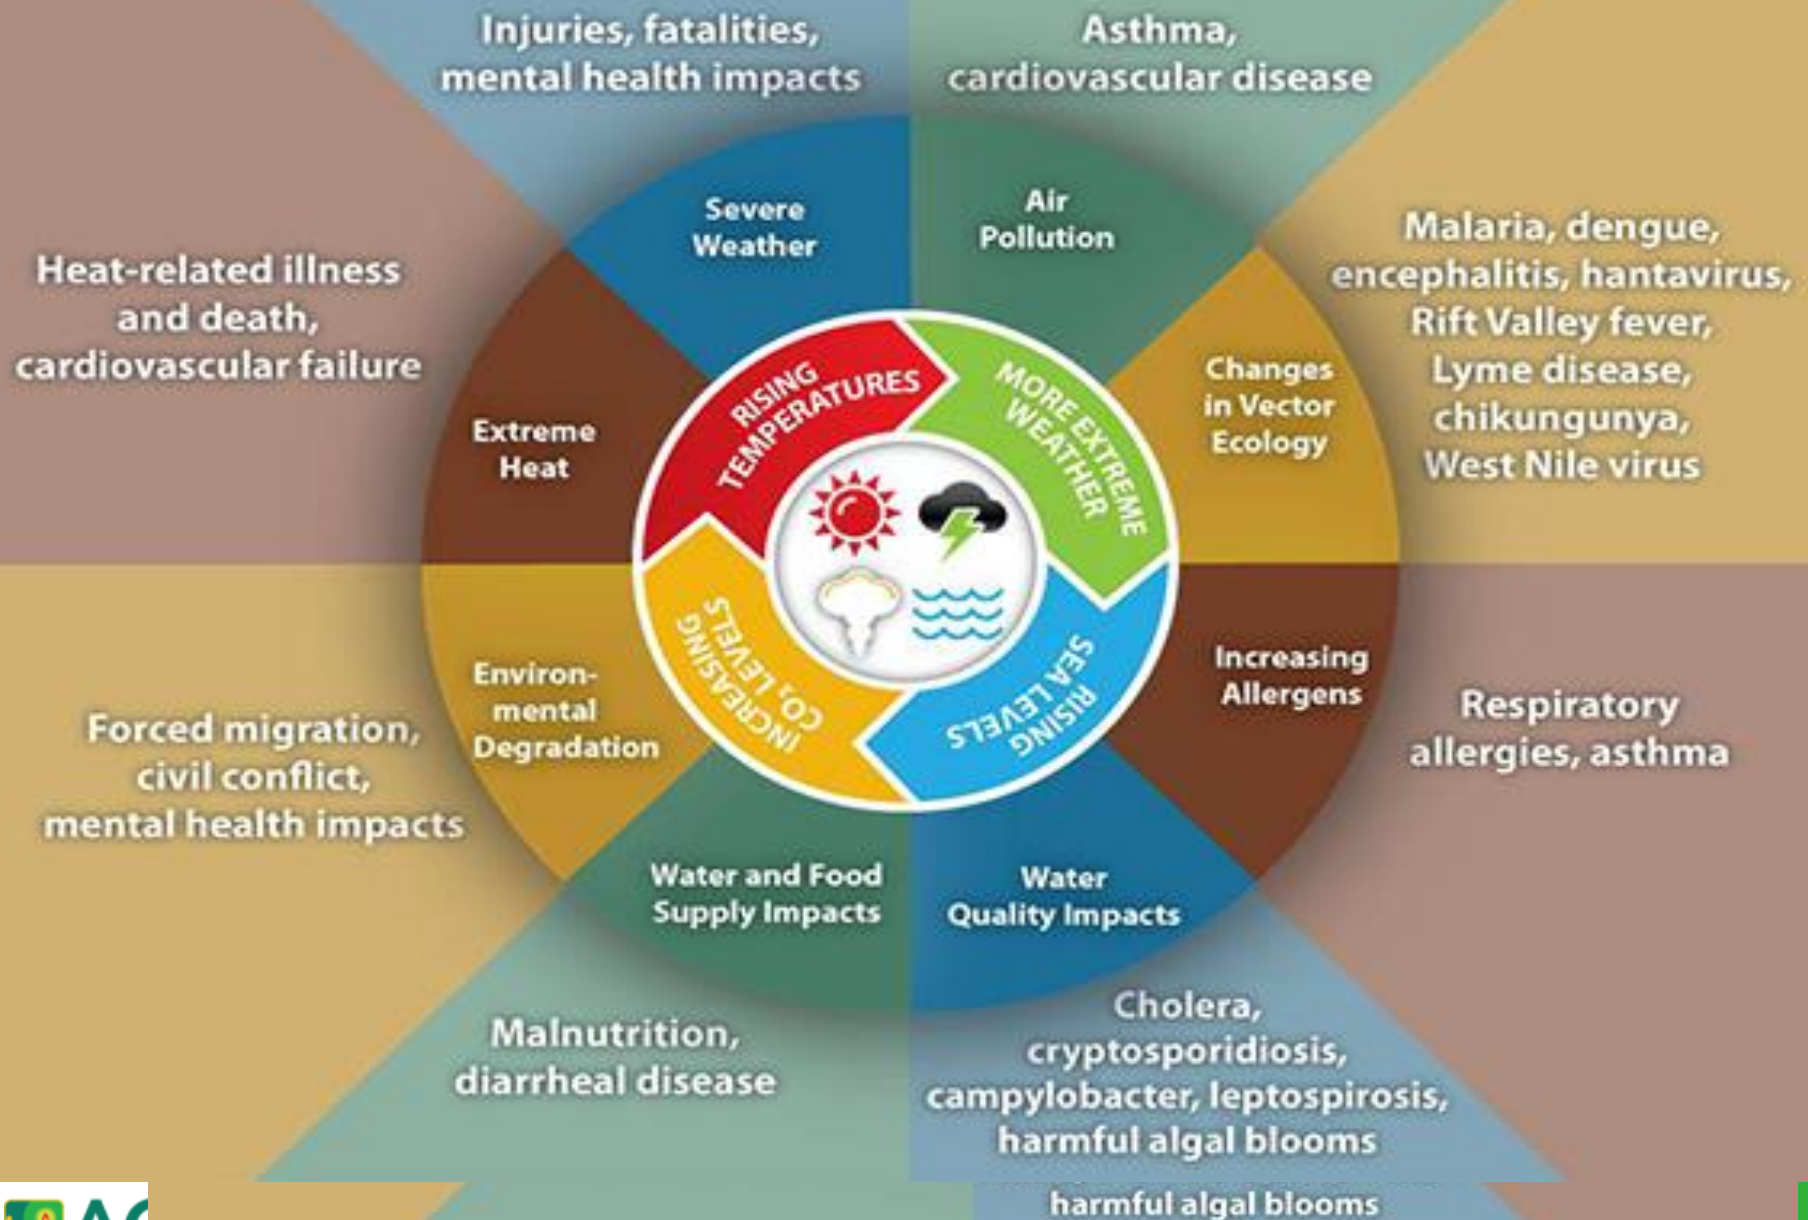 Injuries, fatalities,
mental health impacts
Asthma,
cardiovascular disease
Severe
Weather
Air
Pollution
Heat-related illness
and death,
cardiovascular failure
Malaria, dengue,
encephalitis, hantavirus,
Rift Valley fever,
Lyme disease,
chikungunya,
West Nile virus
Extreme
Heat
Changes
in Vector
Ecology
RISING
TEMPERATURES
MORE EXTREME
WEATHER
INCREASING
CO₂ LEVELS
RISING
SEA LEVELS
Environ-
mental
Degradation
Increasing
Allergens
Forced migration,
civil conflict,
mental health impacts
Respiratory
allergies, asthma
Water and Food
Supply Impacts
Water
Quality Impacts
Malnutrition,
diarrheal disease
Cholera,
cryptosporidiosis,
campylobacter, leptospirosis,
harmful algal blooms
harmful algal blooms